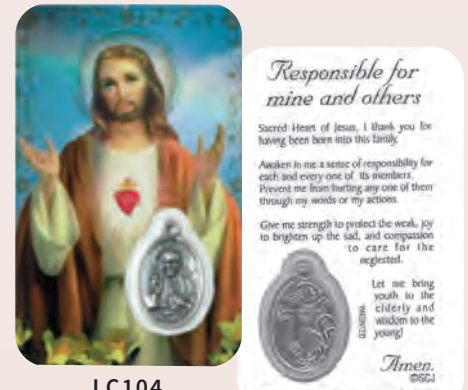 Responsible for
mine and others
Sacred Heart of Jesus, I thank you for
having been born into this family.
Awaken in me a sense of responsibility for
each and every one of its members.
Prevent me from hurting any one of them
through my words or my actions.
Give me strength to protect the weak, joy
to brighten up the sad, and compassion
to care for the
neglected.
Let me bring
youth to the
elderly and
wisdom to the
young!
Amen.
©SGJ
LC104